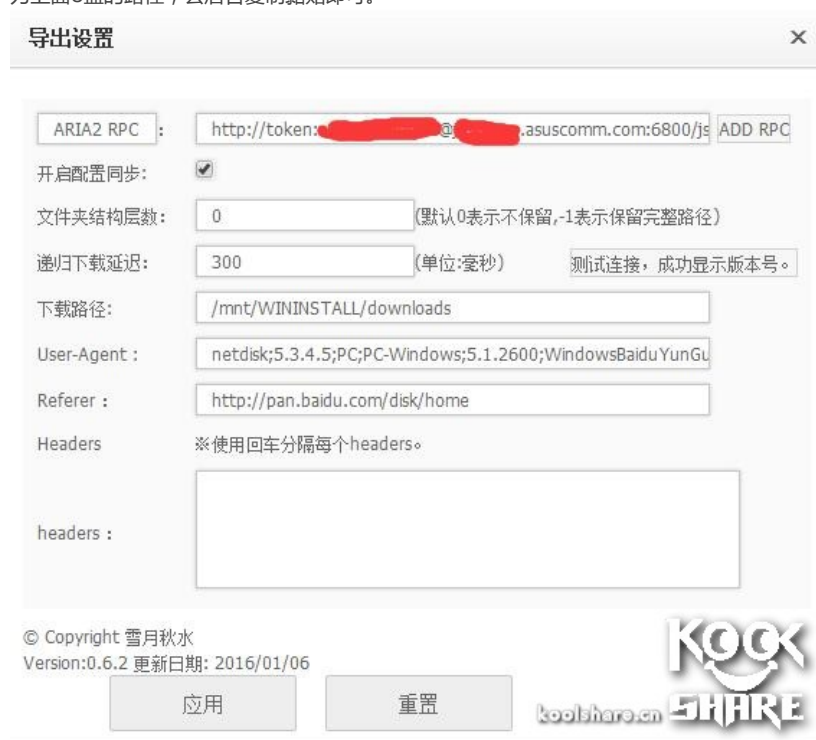 导出设置 ×
ARIA2 RPC : http://token: @ .asuscomm.com:6800/js ADD RPC
开启配置同步:
文件夹结构层数: 0 (默认0表示不保留,-1表示保留完整路径)
递归下载延迟: 300 (单位:毫秒) 测试连接，成功显示版本号。
下载路径: /mnt/WININSTALL/downloads
User-Agent : netdisk;5.3.4.5;PC;PC-Windows;5.1.2600;WindowsBaiduYunGu
Referer : http://pan.baidu.com/disk/home
Headers ※使用回车分隔每个headers。
headers :
© Copyright 雪月秋水
Version:0.6.2 更新日期: 2016/01/06
应用 重置
KOOL
koolshare.cn SHARE